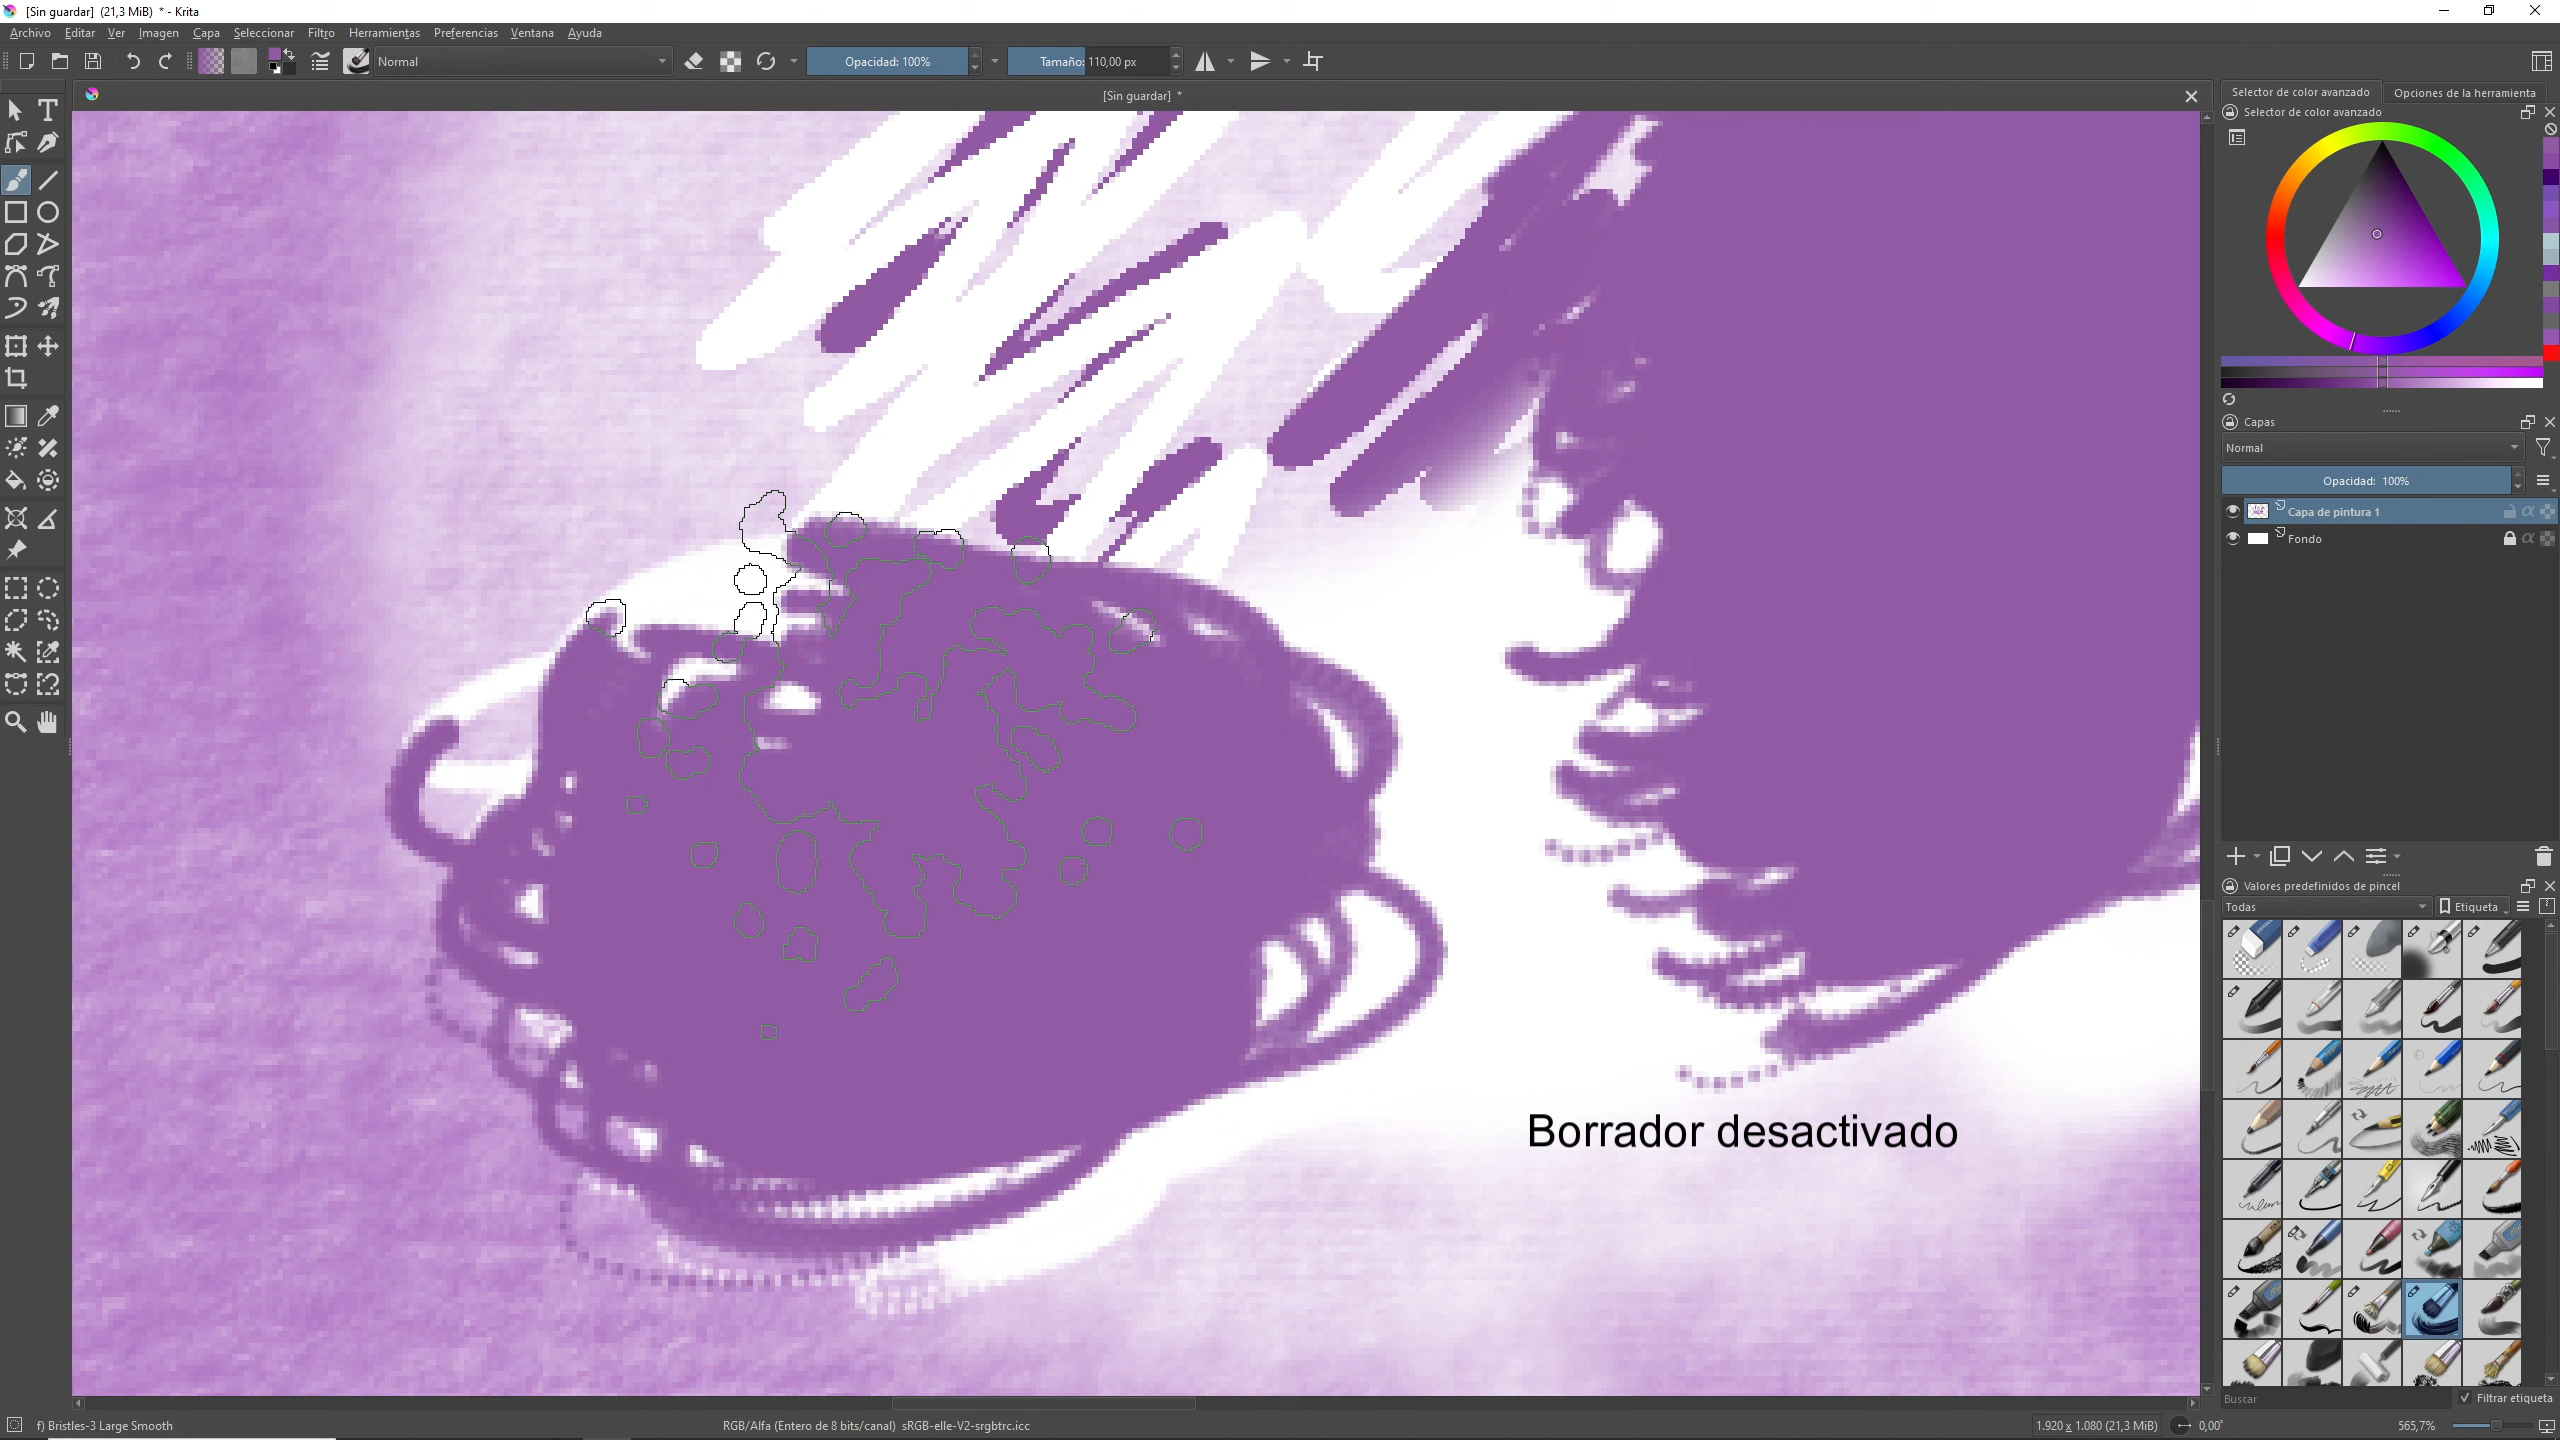 [Sin guardar] (21,3 MiB) * - Krita
Archivo Editar Ver Imagen Capa Seleccionar Filtro Herramientas Preferencias Ventana Ayuda
Normal
Opacidad: 100%
Tamaño: 110,00 px
[Sin guardar] *
Selector de color avanzado
Opciones de la herramienta
Selector de color avanzado
Capas
Normal
Opacidad: 100%
Capa de pintura 1
Fondo
Valores predefinidos de pincel
Todas
Etiqueta
Borrador desactivado
Buscar
Filtrar etiqueta
f) Bristles-3 Large Smooth
RGB/Alfa (Entero de 8 bits/canal) sRGB-elle-V2-srgbtrc.icc
1.920 x 1.080 (21,3 MiB)
0,00°
565,7%